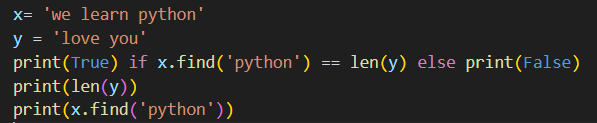 x= 'we learn python'
y = 'love you'
print(True) if x.find('python') == len(y) else print(False)
print(len(y))
print(x.find('python'))